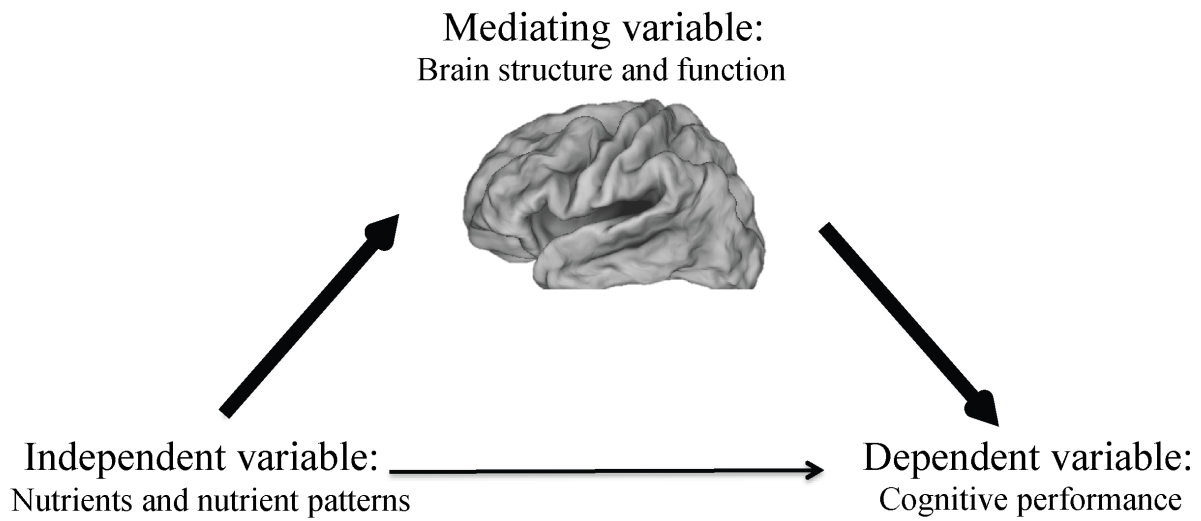 Mediating variable:
Brain structure and function
Independent variable:
Nutrients and nutrient patterns
Dependent variable:
Cognitive performance